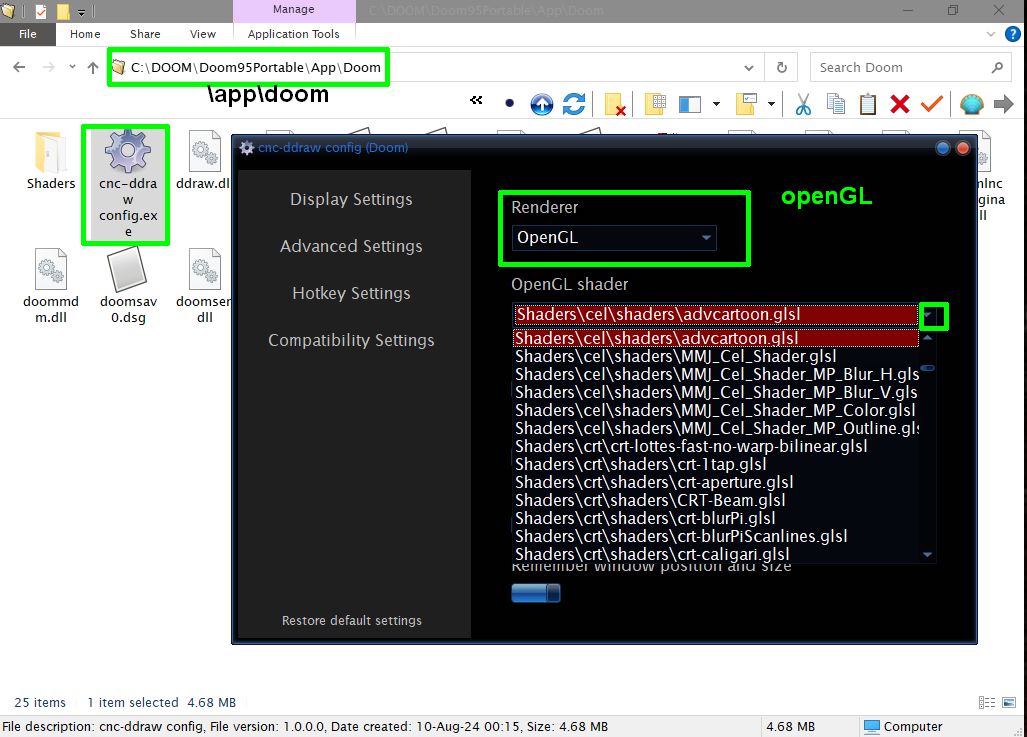 Manage
C:\DOOM\Doom95Portable\App\Doom
File
Home
Share
View
Application Tools
C:\DOOM\Doom95Portable\App\Doom
Search Doom
\app\doom
Shaders
cnc-ddra
w
config.ex
e
ddraw.dl
cnc-ddraw config (Doom)
Display Settings
Advanced Settings
Hotkey Settings
Compatibility Settings
Restore default settings
Renderer
OpenGL
openGL
OpenGL shader
Shaders\cel\shaders\advcartoon.glsl
Shaders\cel\shaders\advcartoon.glsl
Shaders\cel\shaders\MMJ_Cel_Shader.glsl
Shaders\cel\shaders\MMJ_Cel_Shader_MP_Blur_H.gls
Shaders\cel\shaders\MMJ_Cel_Shader_MP_Blur_V.gls
Shaders\cel\shaders\MMJ_Cel_Shader_MP_Color.glsl
Shaders\cel\shaders\MMJ_Cel_Shader_MP_Outline.gls
Shaders\crt\crt-lottes-fast-no-warp-bilinear.glsl
Shaders\crt\shaders\crt-1tap.glsl
Shaders\crt\shaders\crt-aperture.glsl
Shaders\crt\shaders\CRT-Beam.glsl
Shaders\crt\shaders\crt-blurPi.glsl
Shaders\crt\shaders\crt-blurPiScanlines.glsl
Shaders\crt\shaders\crt-caligari.glsl
Remember window position and size
nlnc
gina
ll
doommd
m.dll
doomsav
0.dsg
doomser
dll
25 items
1 item selected 4.68 MB
File description: cnc-ddraw config, File version: 1.0.0.0, Date created: 10-Aug-24 00:15, Size: 4.68 MB
4.68 MB
Computer